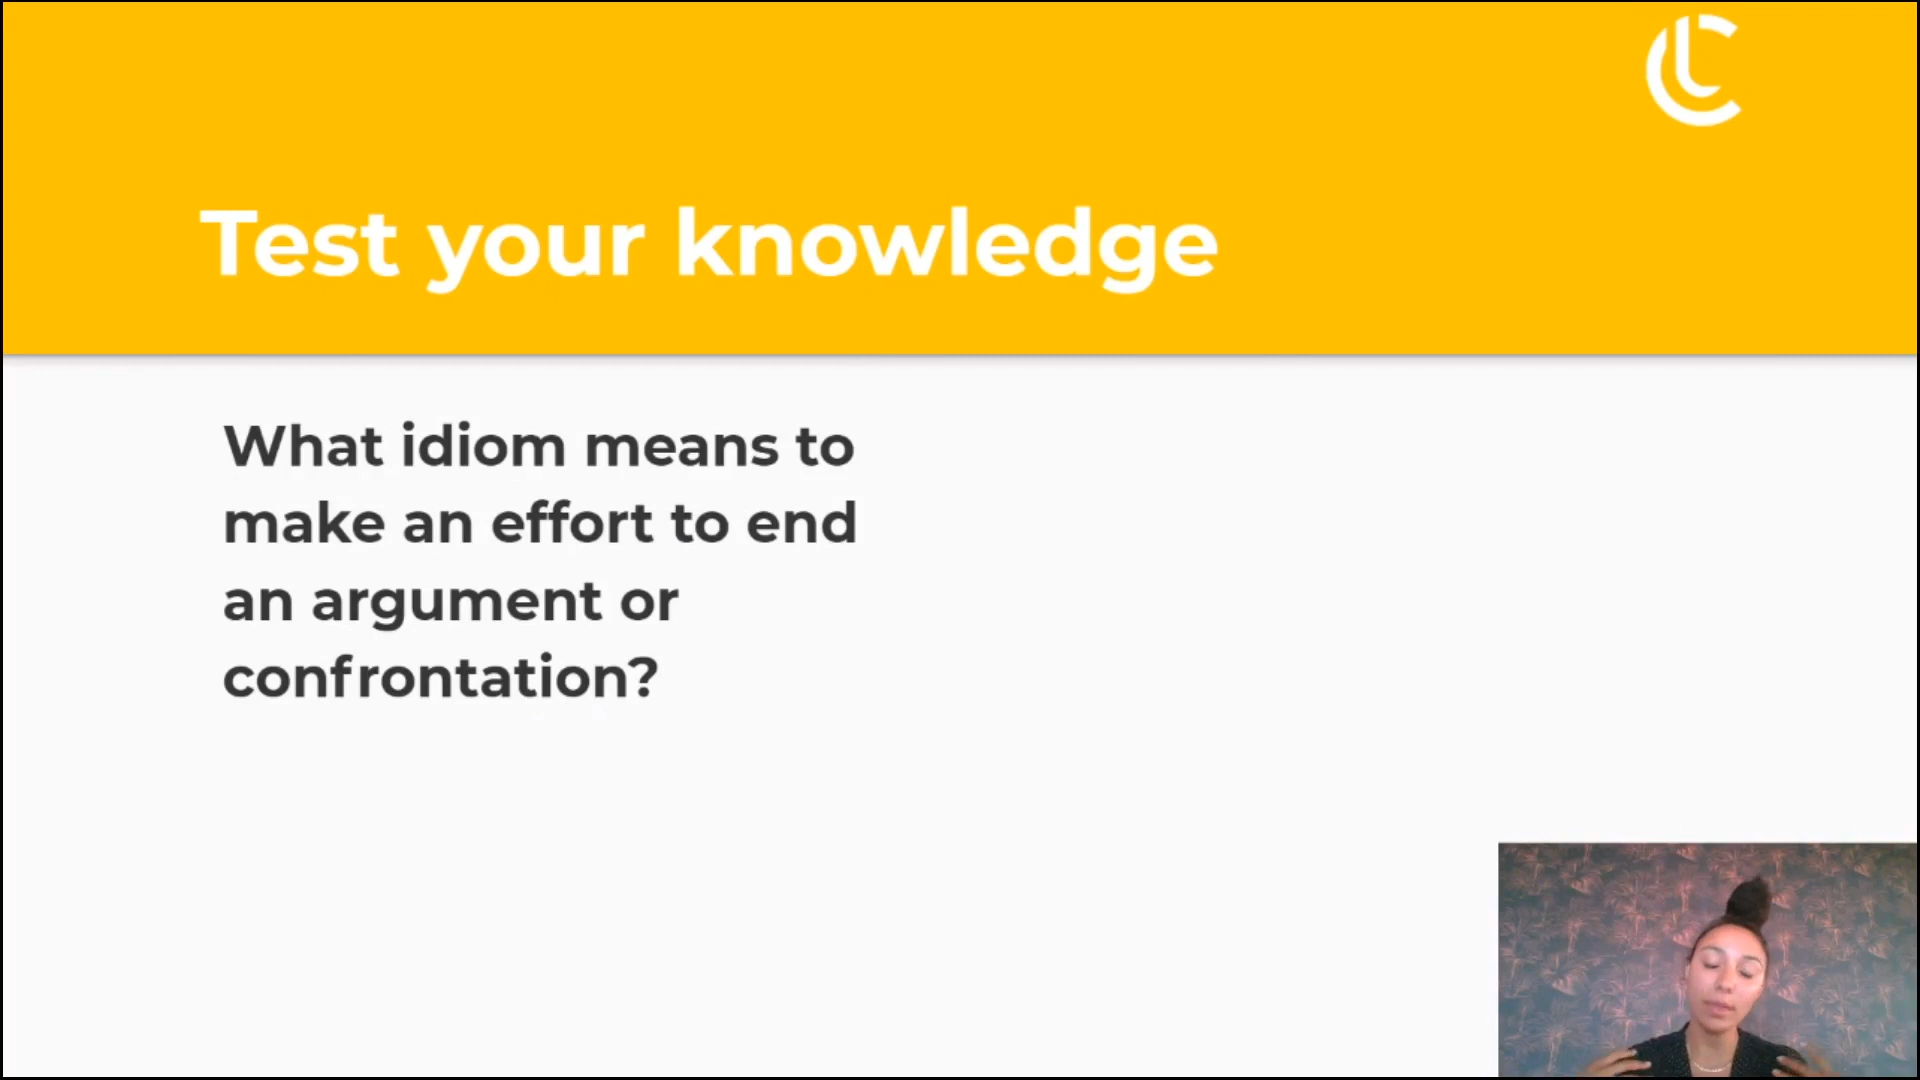 Test your knowledge
What idiom means to
make an effort to end
an argument or
confrontation?